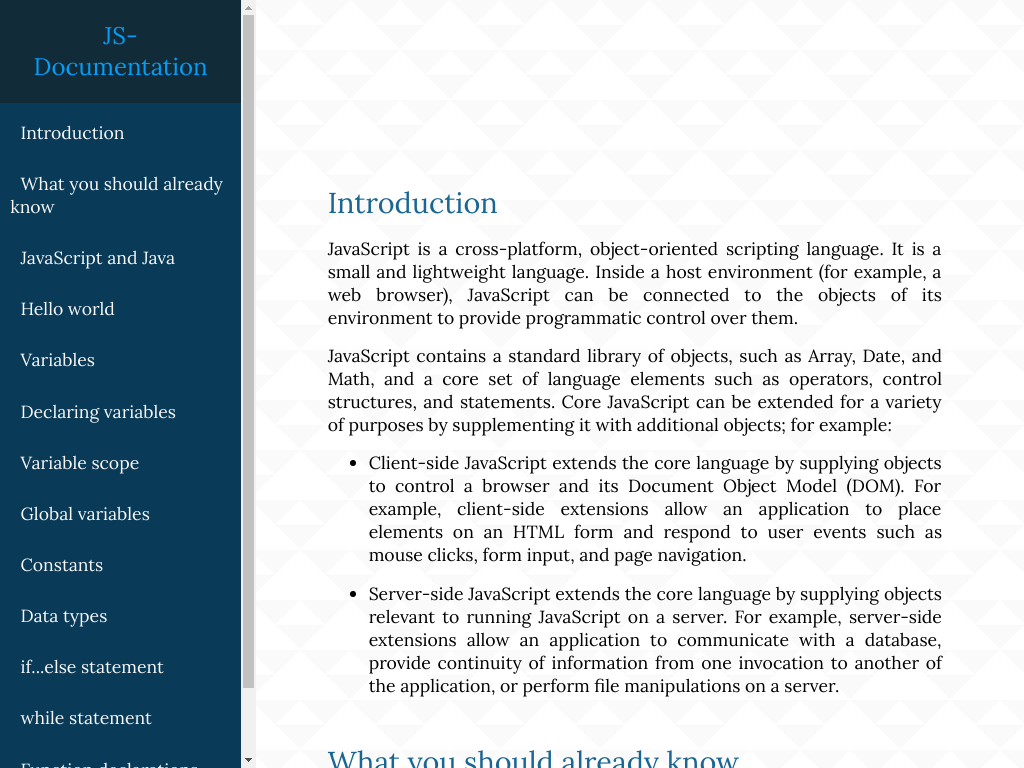 JS-
Documentation
Introduction
What you should already
know
JavaScript and Java
Hello world
Variables
Declaring variables
Variable scope
Global variables
Constants
Data types
if...else statement
while statement
Function declarations
Introduction
JavaScript is a cross-platform, object-oriented scripting language. It is a
small and lightweight language. Inside a host environment (for example, a
web browser), JavaScript can be connected to the objects of its
environment to provide programmatic control over them.
JavaScript contains a standard library of objects, such as Array, Date, and
Math, and a core set of language elements such as operators, control
structures, and statements. Core JavaScript can be extended for a variety
of purposes by supplementing it with additional objects; for example:
• Client-side JavaScript extends the core language by supplying objects
to control a browser and its Document Object Model (DOM). For
example, client-side extensions allow an application to place
elements on an HTML form and respond to user events such as
mouse clicks, form input, and page navigation.
• Server-side JavaScript extends the core language by supplying objects
relevant to running JavaScript on a server. For example, server-side
extensions allow an application to communicate with a database,
provide continuity of information from one invocation to another of
the application, or perform file manipulations on a server.
What you should already know